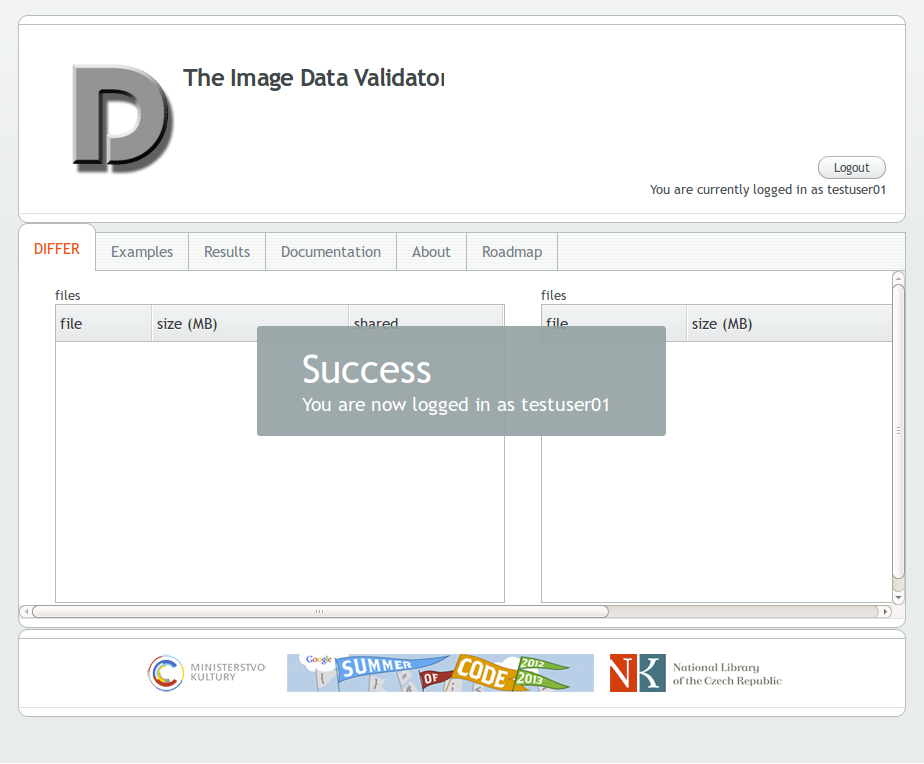 The Image Data Validator
Logout
You are currently logged in as testuser01
DIFFER
Examples
Results
Documentation
About
Roadmap
files
files
file
size (MB)
shared
file
size (MB)
Success
You are now logged in as testuser01
MINISTERSTVO
KULTURY
Google
SUMMER
OF
CODE
2012
2013
NK
National Library
of the Czech Republic